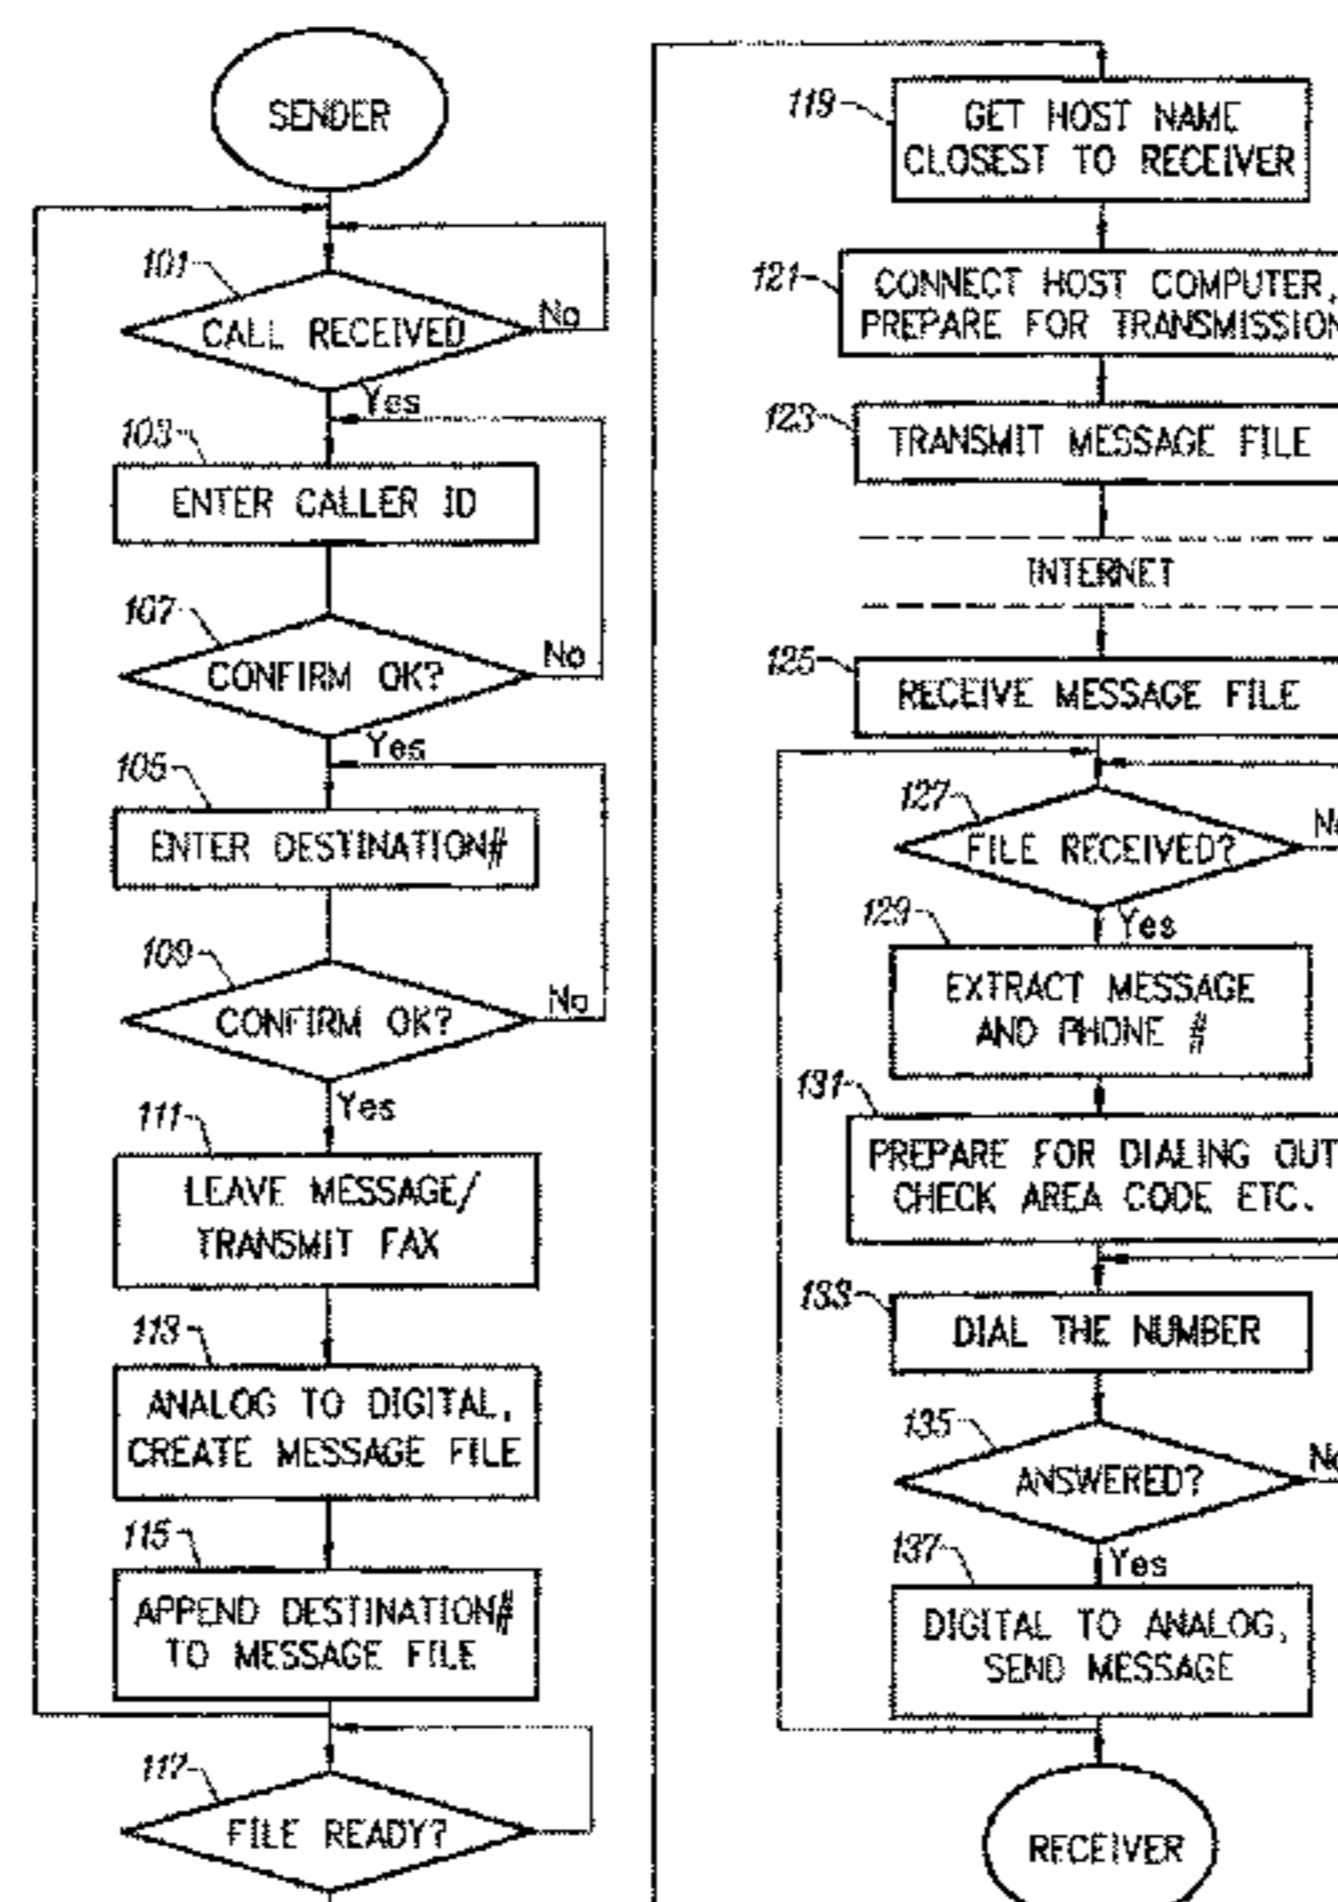 SENDER
101
CALL RECEIVED
No
Yes
103
ENTER CALLER ID
107
CONFIRM OK?
No
Yes
105
ENTER DESTINATION#
109
CONFIRM OK?
No
Yes
111
LEAVE MESSAGE/
TRANSMIT FAX
113
ANALOG TO DIGITAL,
CREATE MESSAGE FILE
115
APPEND DESTINATION#
TO MESSAGE FILE
117
FILE READY?
119
GET HOST NAME
CLOSEST TO RECEIVER
121
CONNECT HOST COMPUTER,
PREPARE FOR TRANSMISSION
123
TRANSMIT MESSAGE FILE
INTERNET
125
RECEIVE MESSAGE FILE
127
FILE RECEIVED?
No
Yes
129
EXTRACT MESSAGE
AND PHONE #
131
PREPARE FOR DIALING OUT
CHECK AREA CODE ETC.
133
DIAL THE NUMBER
135
ANSWERED?
No
Yes
137
DIGITAL TO ANALOG,
SEND MESSAGE
RECEIVER